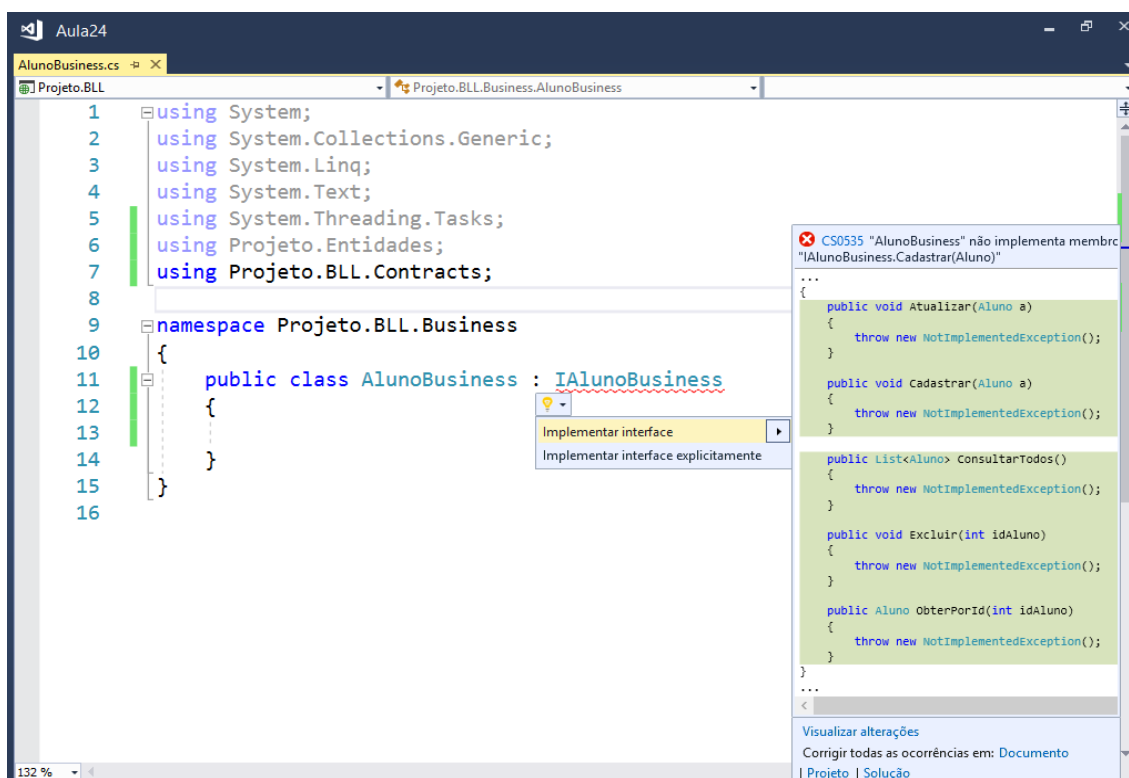 Aula24
AlunoBusiness.cs
Projeto.BLL
Projeto.BLL.Business.AlunoBusiness
1 using System;
2 using System.Collections.Generic;
3 using System.Linq;
4 using System.Text;
5 using System.Threading.Tasks;
6 using Projeto.Entidades;
7 using Projeto.BLL.Contracts;
8
9 namespace Projeto.BLL.Business
10 {
11 public class AlunoBusiness : IAlunoBusiness
12 {
13
14 }
15 }
16
Implementar interface
Implementar interface explicitamente
CS0535 "AlunoBusiness" não implementa membro
"IAlunoBusiness.Cadastrar(Aluno)"
...
{
public void Atualizar(Aluno a)
{
throw new NotImplementedException();
}
public void Cadastrar(Aluno a)
{
throw new NotImplementedException();
}
public List<Aluno> ConsultarTodos()
{
throw new NotImplementedException();
}
public void Excluir(int idAluno)
{
throw new NotImplementedException();
}
public Aluno ObterPorId(int idAluno)
{
throw new NotImplementedException();
}
}
...
Visualizar alterações
Corrigir todas as ocorrências em: Documento
| Projeto | Solução
132 %